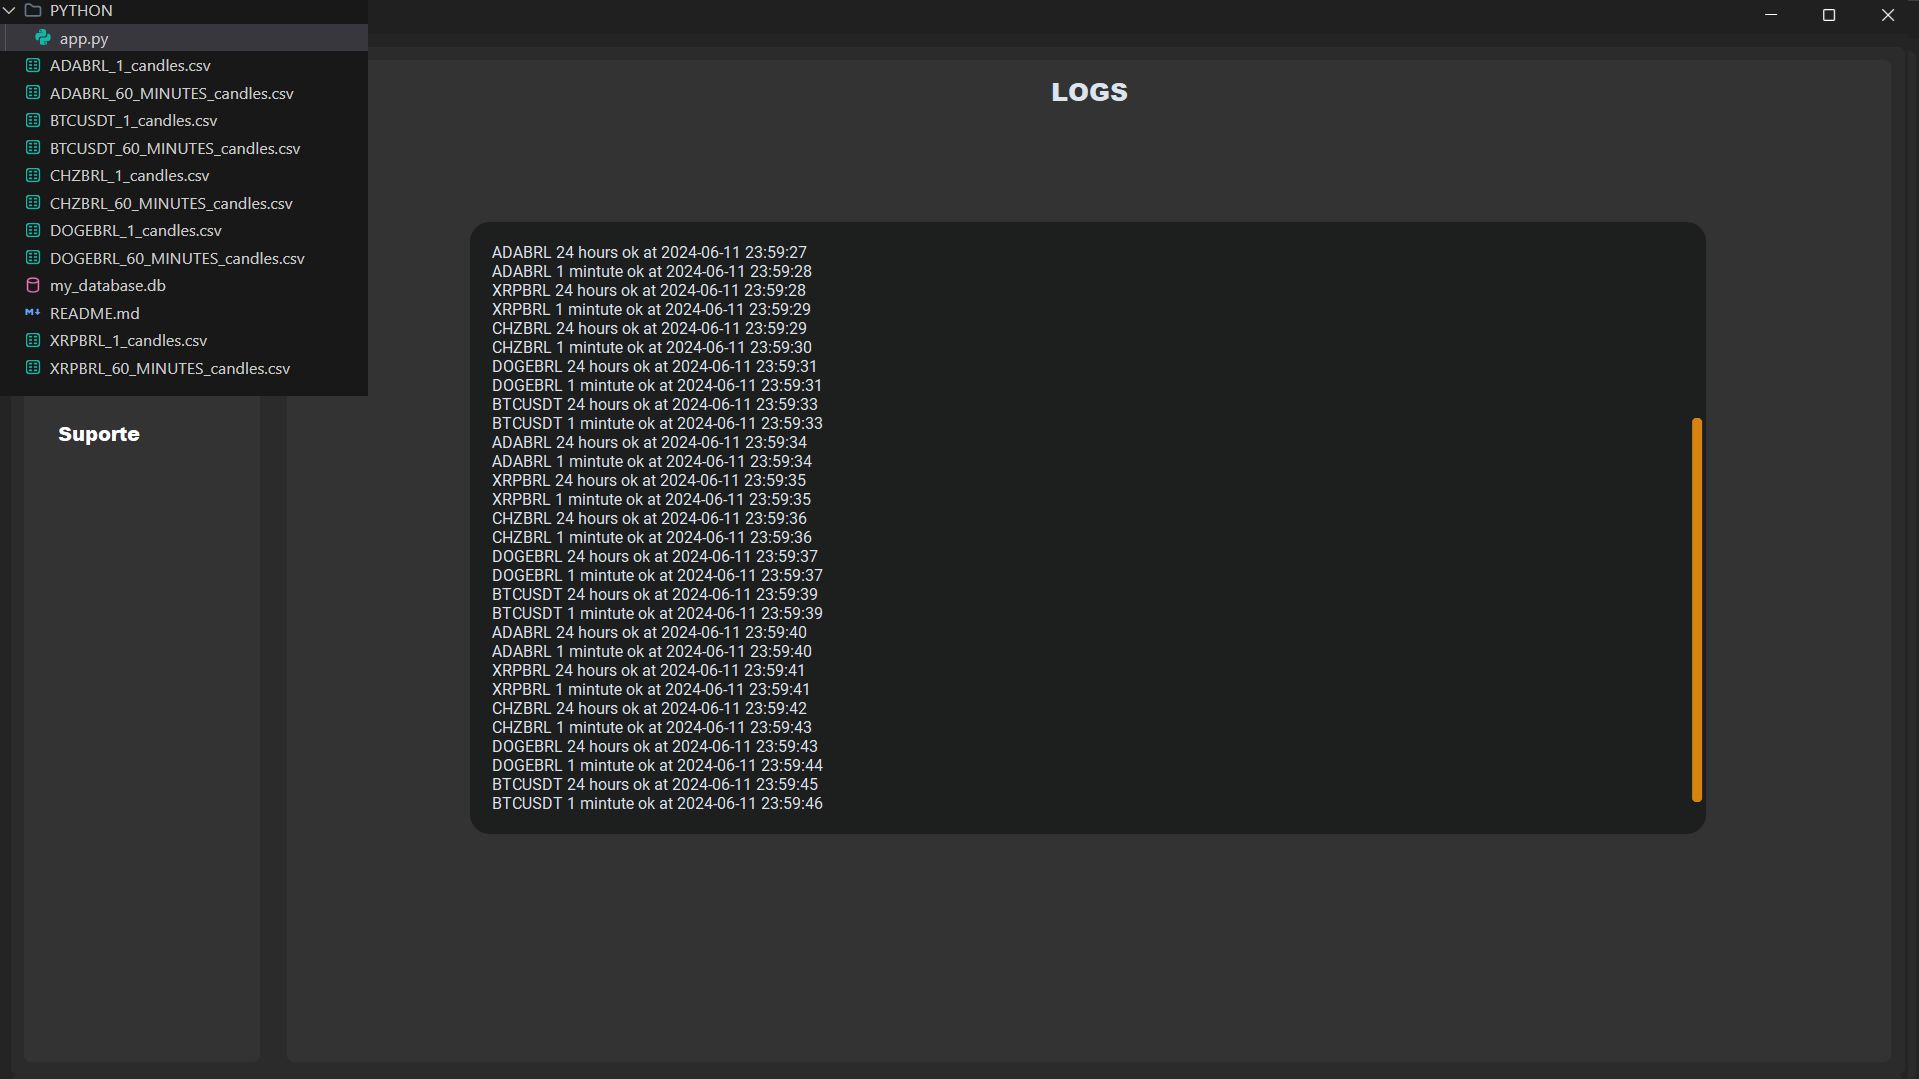 PYTHON
app.py
ADABRL_1_candles.csv
ADABRL_60_MINUTES_candles.csv
BTCUSDT_1_candles.csv
BTCUSDT_60_MINUTES_candles.csv
CHZBRL_1_candles.csv
CHZBRL_60_MINUTES_candles.csv
DOGEBRL_1_candles.csv
DOGEBRL_60_MINUTES_candles.csv
my_database.db
README.md
XRPBRL_1_candles.csv
XRPBRL_60_MINUTES_candles.csv
Suporte
LOGS
ADABRL 24 hours ok at 2024-06-11 23:59:27
ADABRL 1 mintute ok at 2024-06-11 23:59:28
XRPBRL 24 hours ok at 2024-06-11 23:59:28
XRPBRL 1 mintute ok at 2024-06-11 23:59:29
CHZBRL 24 hours ok at 2024-06-11 23:59:29
CHZBRL 1 mintute ok at 2024-06-11 23:59:30
DOGEBRL 24 hours ok at 2024-06-11 23:59:31
DOGEBRL 1 mintute ok at 2024-06-11 23:59:31
BTCUSDT 24 hours ok at 2024-06-11 23:59:33
BTCUSDT 1 mintute ok at 2024-06-11 23:59:33
ADABRL 24 hours ok at 2024-06-11 23:59:34
ADABRL 1 mintute ok at 2024-06-11 23:59:34
XRPBRL 24 hours ok at 2024-06-11 23:59:35
XRPBRL 1 mintute ok at 2024-06-11 23:59:35
CHZBRL 24 hours ok at 2024-06-11 23:59:36
CHZBRL 1 mintute ok at 2024-06-11 23:59:36
DOGEBRL 24 hours ok at 2024-06-11 23:59:37
DOGEBRL 1 mintute ok at 2024-06-11 23:59:37
BTCUSDT 24 hours ok at 2024-06-11 23:59:39
BTCUSDT 1 mintute ok at 2024-06-11 23:59:39
ADABRL 24 hours ok at 2024-06-11 23:59:40
ADABRL 1 mintute ok at 2024-06-11 23:59:40
XRPBRL 24 hours ok at 2024-06-11 23:59:41
XRPBRL 1 mintute ok at 2024-06-11 23:59:41
CHZBRL 24 hours ok at 2024-06-11 23:59:42
CHZBRL 1 mintute ok at 2024-06-11 23:59:43
DOGEBRL 24 hours ok at 2024-06-11 23:59:43
DOGEBRL 1 mintute ok at 2024-06-11 23:59:44
BTCUSDT 24 hours ok at 2024-06-11 23:59:45
BTCUSDT 1 mintute ok at 2024-06-11 23:59:46